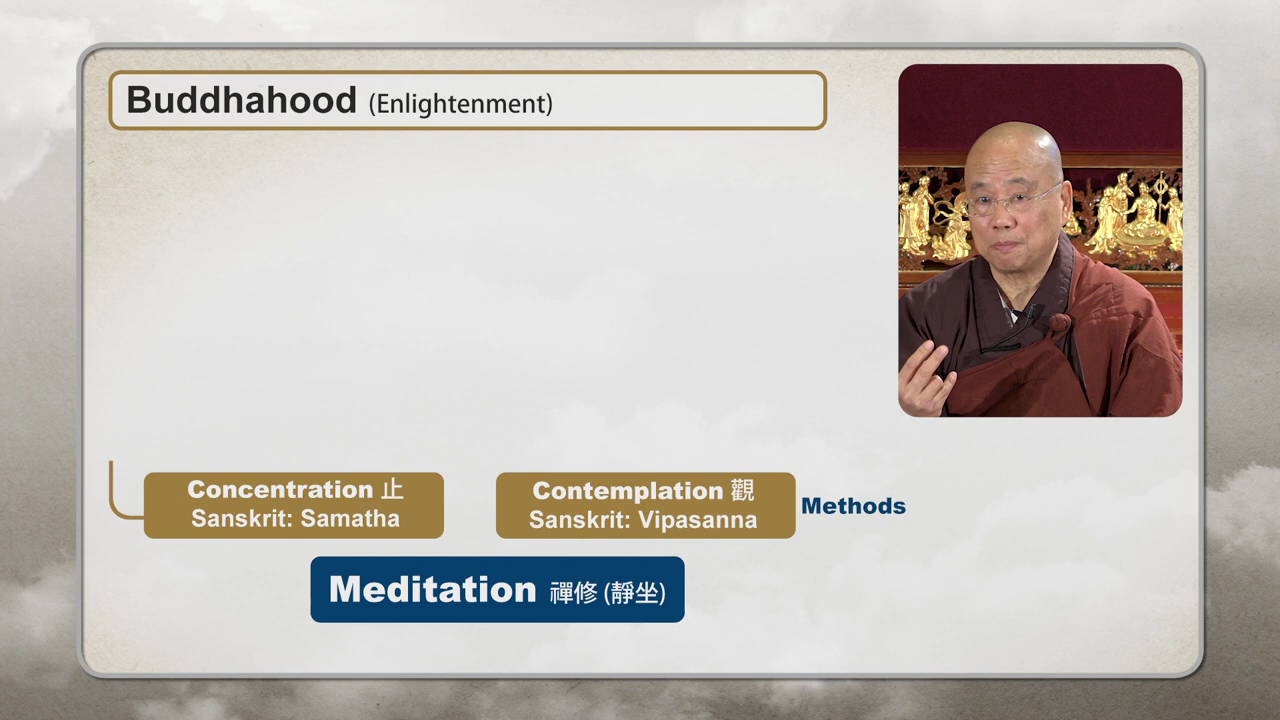 Buddhahood (Enlightenment)
Concentration 止
Sanskrit: Samatha
Contemplation 觀
Sanskrit: Vipasanna
Methods
Meditation 禪修 (靜坐)